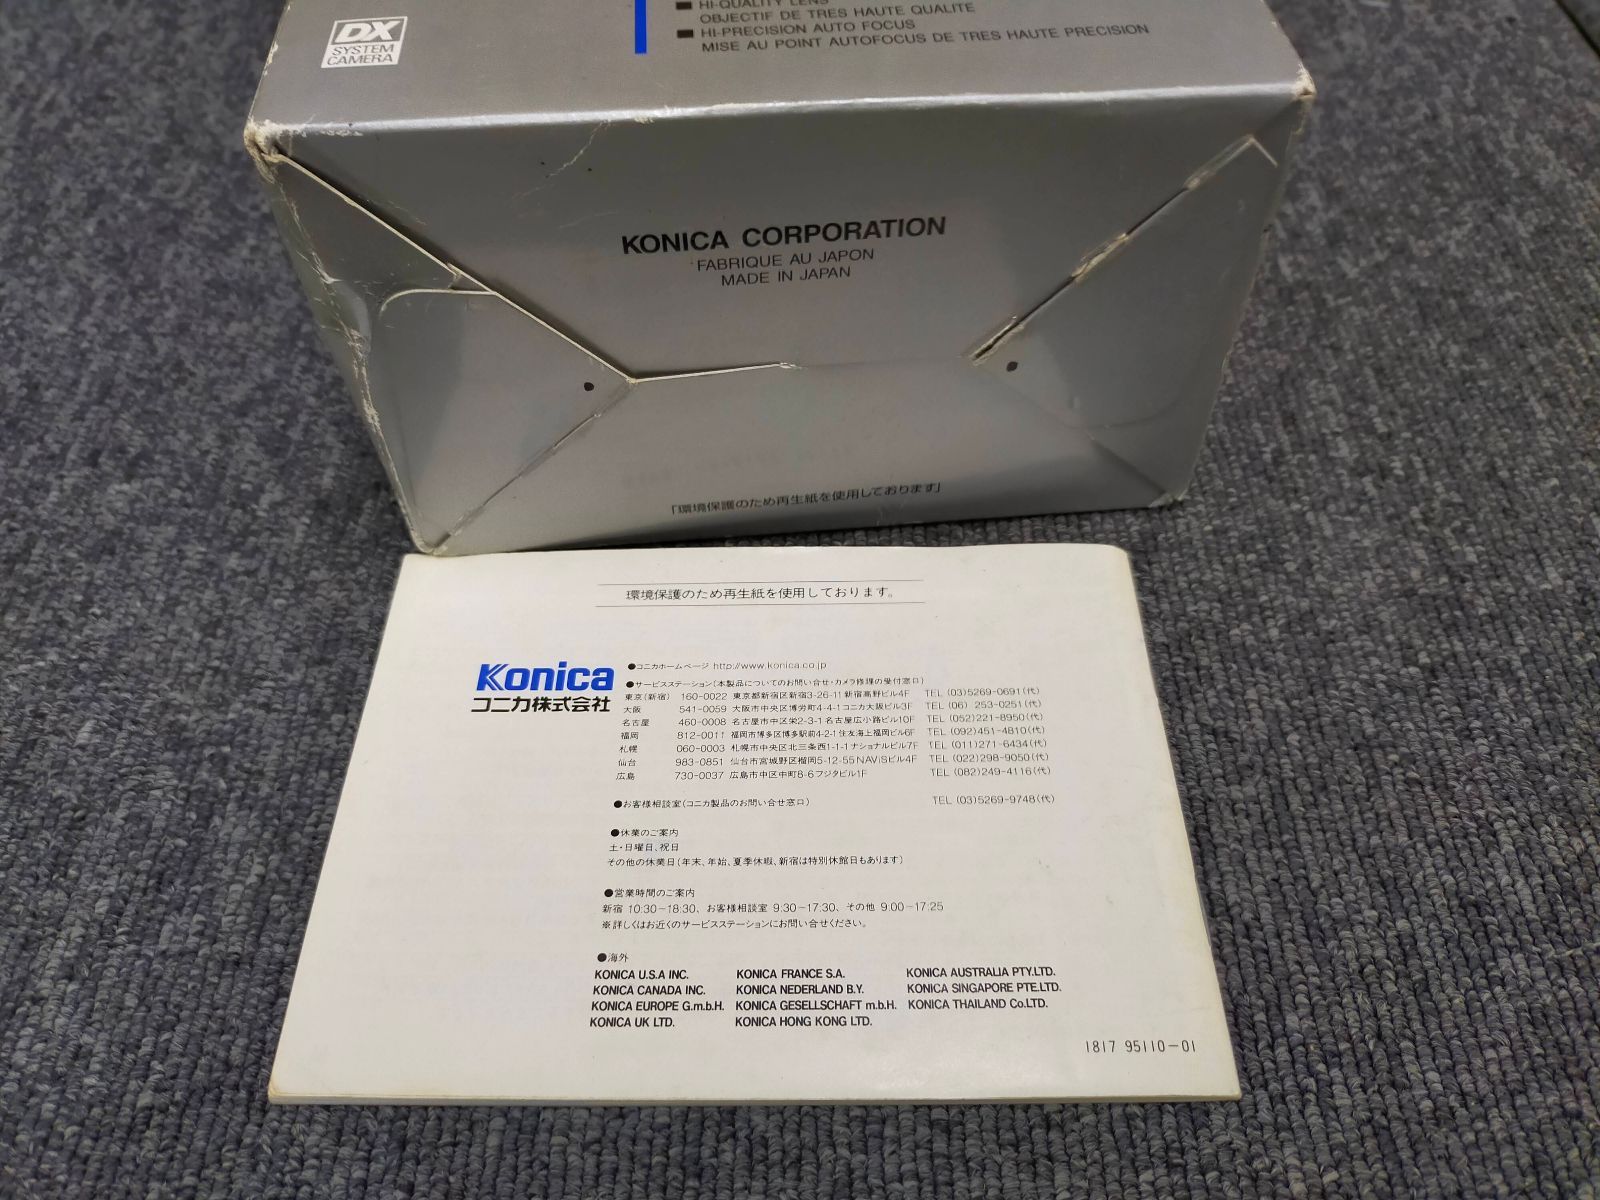 DX
SYSTEM
CAMERA
HI-QUALITY LENS
OBJECTIF DE TRES HAUTE QUALITE
HI-PRECISION AUTO FOCUS
MISE AU POINT AUTOFOCUS DE TRES HAUTE PRECISION
KONICA CORPORATION
FABRIQUE AU JAPON
MADE IN JAPAN
「環境保護のため再生紙を使用しております」
環境保護のため再生紙を使用しております。
Konica
コニカ株式会社
●コニカホームページ http://www.konica.co.jp
●サービスステーション(本製品についてのお問い合せ・カメラ修理の受付窓口)
東京(新宿) 160-0022 東京都新宿区新宿3-26-11 新宿高野ビル4F TEL (03)5269-0691(代)
大阪 541-0059 大阪市中央区博労町4-4-1 コニカ大阪ビル3F TEL (06) 253-0251(代)
名古屋 460-0008 名古屋市中区栄2-3-1 名古屋広小路ビル10F TEL (052)221-8950(代)
福岡 812-0011 福岡市博多区博多駅前4-2-1 住友海上福岡ビル6F TEL (092)451-4810(代)
札幌 060-0003 札幌市中央区北三条西1-1-1 ナショナルビル7F TEL (011)271-6434(代)
仙台 983-0851 仙台市宮城野区榴岡5-12-55 NAViSビル4F TEL (022)298-9050(代)
広島 730-0037 広島市中区中町8-6 フジタビル1F TEL (082)249-4116(代)
●お客様相談室(コニカ製品のお問い合せ窓口) TEL (03)5269-9748(代)
●休業のご案内
土・日曜日、祝日
その他の休業日(年末、年始、夏季休暇、新宿は特別休館日もあります)
●営業時間のご案内
新宿 10:30-18:30、お客様相談室 9:30-17:30、その他 9:00-17:25
※詳しくはお近くのサービスステーションにお問い合せください。
●海外
KONICA U.S.A INC. KONICA FRANCE S.A. KONICA AUSTRALIA PTY.LTD.
KONICA CANADA INC. KONICA NEDERLAND B.Y. KONICA SINGAPORE PTE.LTD.
KONICA EUROPE G.m.b.H. KONICA GESELLSCHAFT m.b.H. KONICA THAILAND Co.LTD.
KONICA UK LTD. KONICA HONG KONG LTD.
1817 95110-01